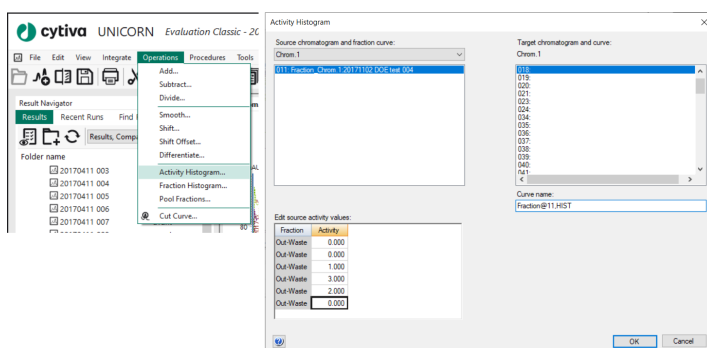 cytiva UNICORN Evaluation Classic - 20
File Edit View Integrate Operations Procedures Tools
Add...
Subtract...
Divide...
Smooth...
Shift...
Shift Offset...
Differentiate...
Activity Histogram...
Fraction Histogram...
Pool Fractions...
Cut Curve...
Result Navigator
Results Recent Runs Find
Results, Compa
Folder name
20170411 003
20170411 004
20170411 005
20170411 006
20170411 007
80
Activity Histogram
Source chromatogram and fraction curve:
Chrom.1
011: Fraction_Chrom.1:20171102 DOE test 004
Target chromatogram and curve:
Chrom.1
018:
019:
020:
021:
023:
024:
034:
035:
036:
037:
038:
039:
040:
041:
Curve name:
Fraction@11,HIST
Edit source activity values:
Fraction Activity
Out-Waste 0.000
Out-Waste 0.000
Out-Waste 1.000
Out-Waste 3.000
Out-Waste 2.000
Out-Waste 0.000
OK Cancel